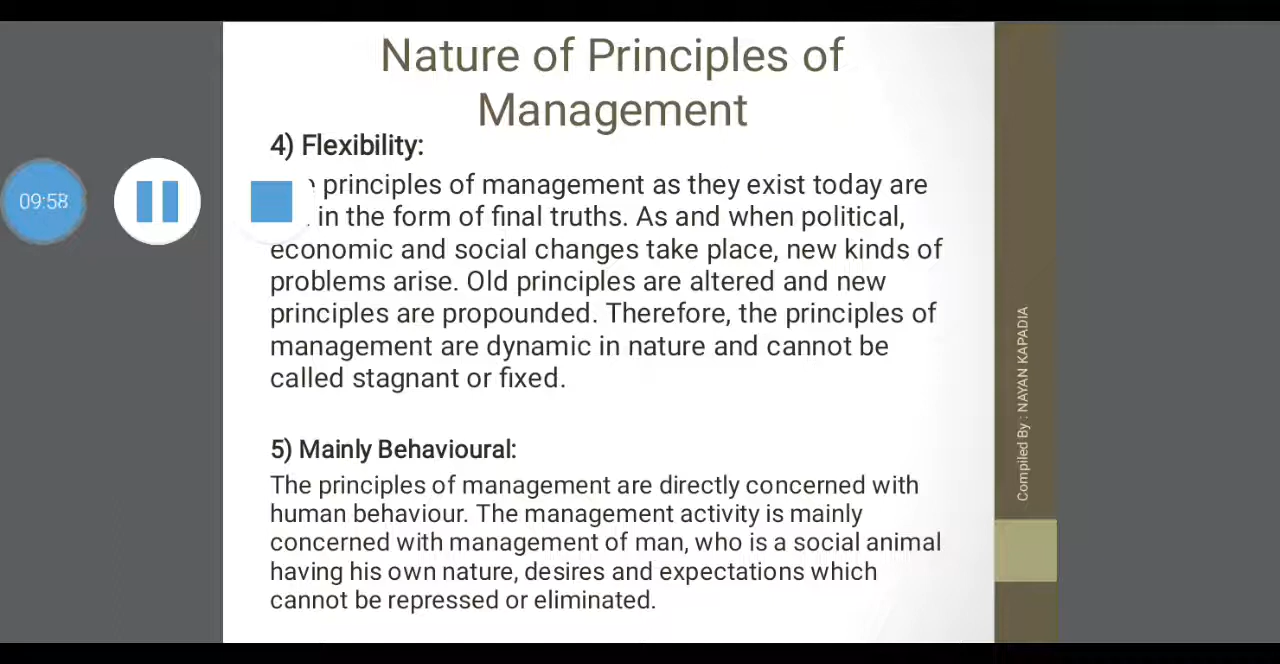 Nature of Principles of
Management
4) Flexibility:
principles of management as they exist today are
in the form of final truths. As and when political,
economic and social changes take place, new kinds of
problems arise. Old principles are altered and new
principles are propounded. Therefore, the principles of
management are dynamic in nature and cannot be
called stagnant or fixed.
5) Mainly Behavioural:
The principles of management are directly concerned with
human behaviour. The management activity is mainly
concerned with management of man, who is a social animal
having his own nature, desires and expectations which
cannot be repressed or eliminated.
09:58
Compiled By : NAYAN KAPADIA